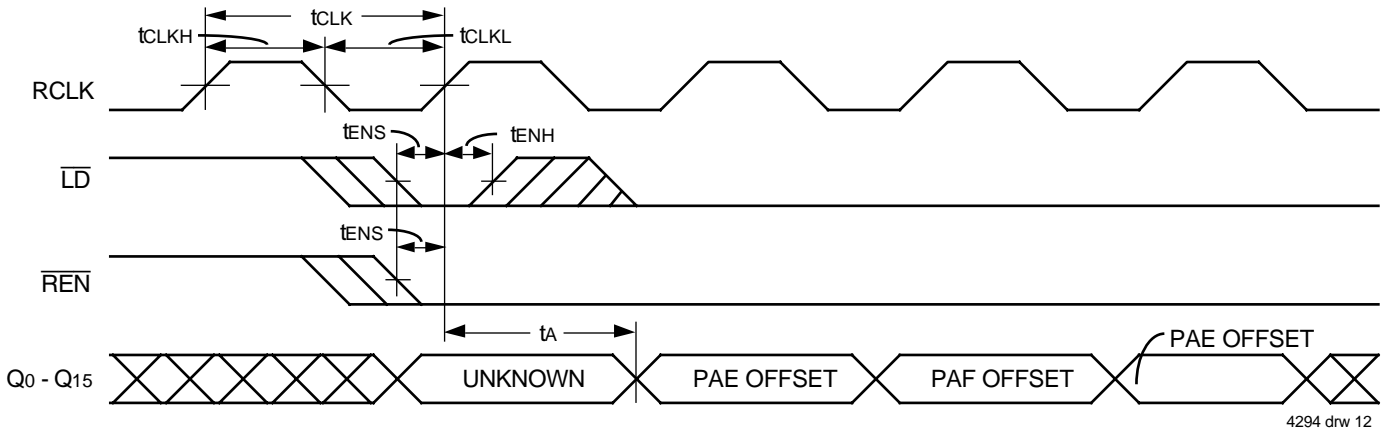 tCLK
tCLKH
tCLKL
RCLK
tENS
tENH
LD
tENS
REN
tA
PAE OFFSET
Q0 - Q15
UNKNOWN
PAE OFFSET
PAF OFFSET
4294 drw 12